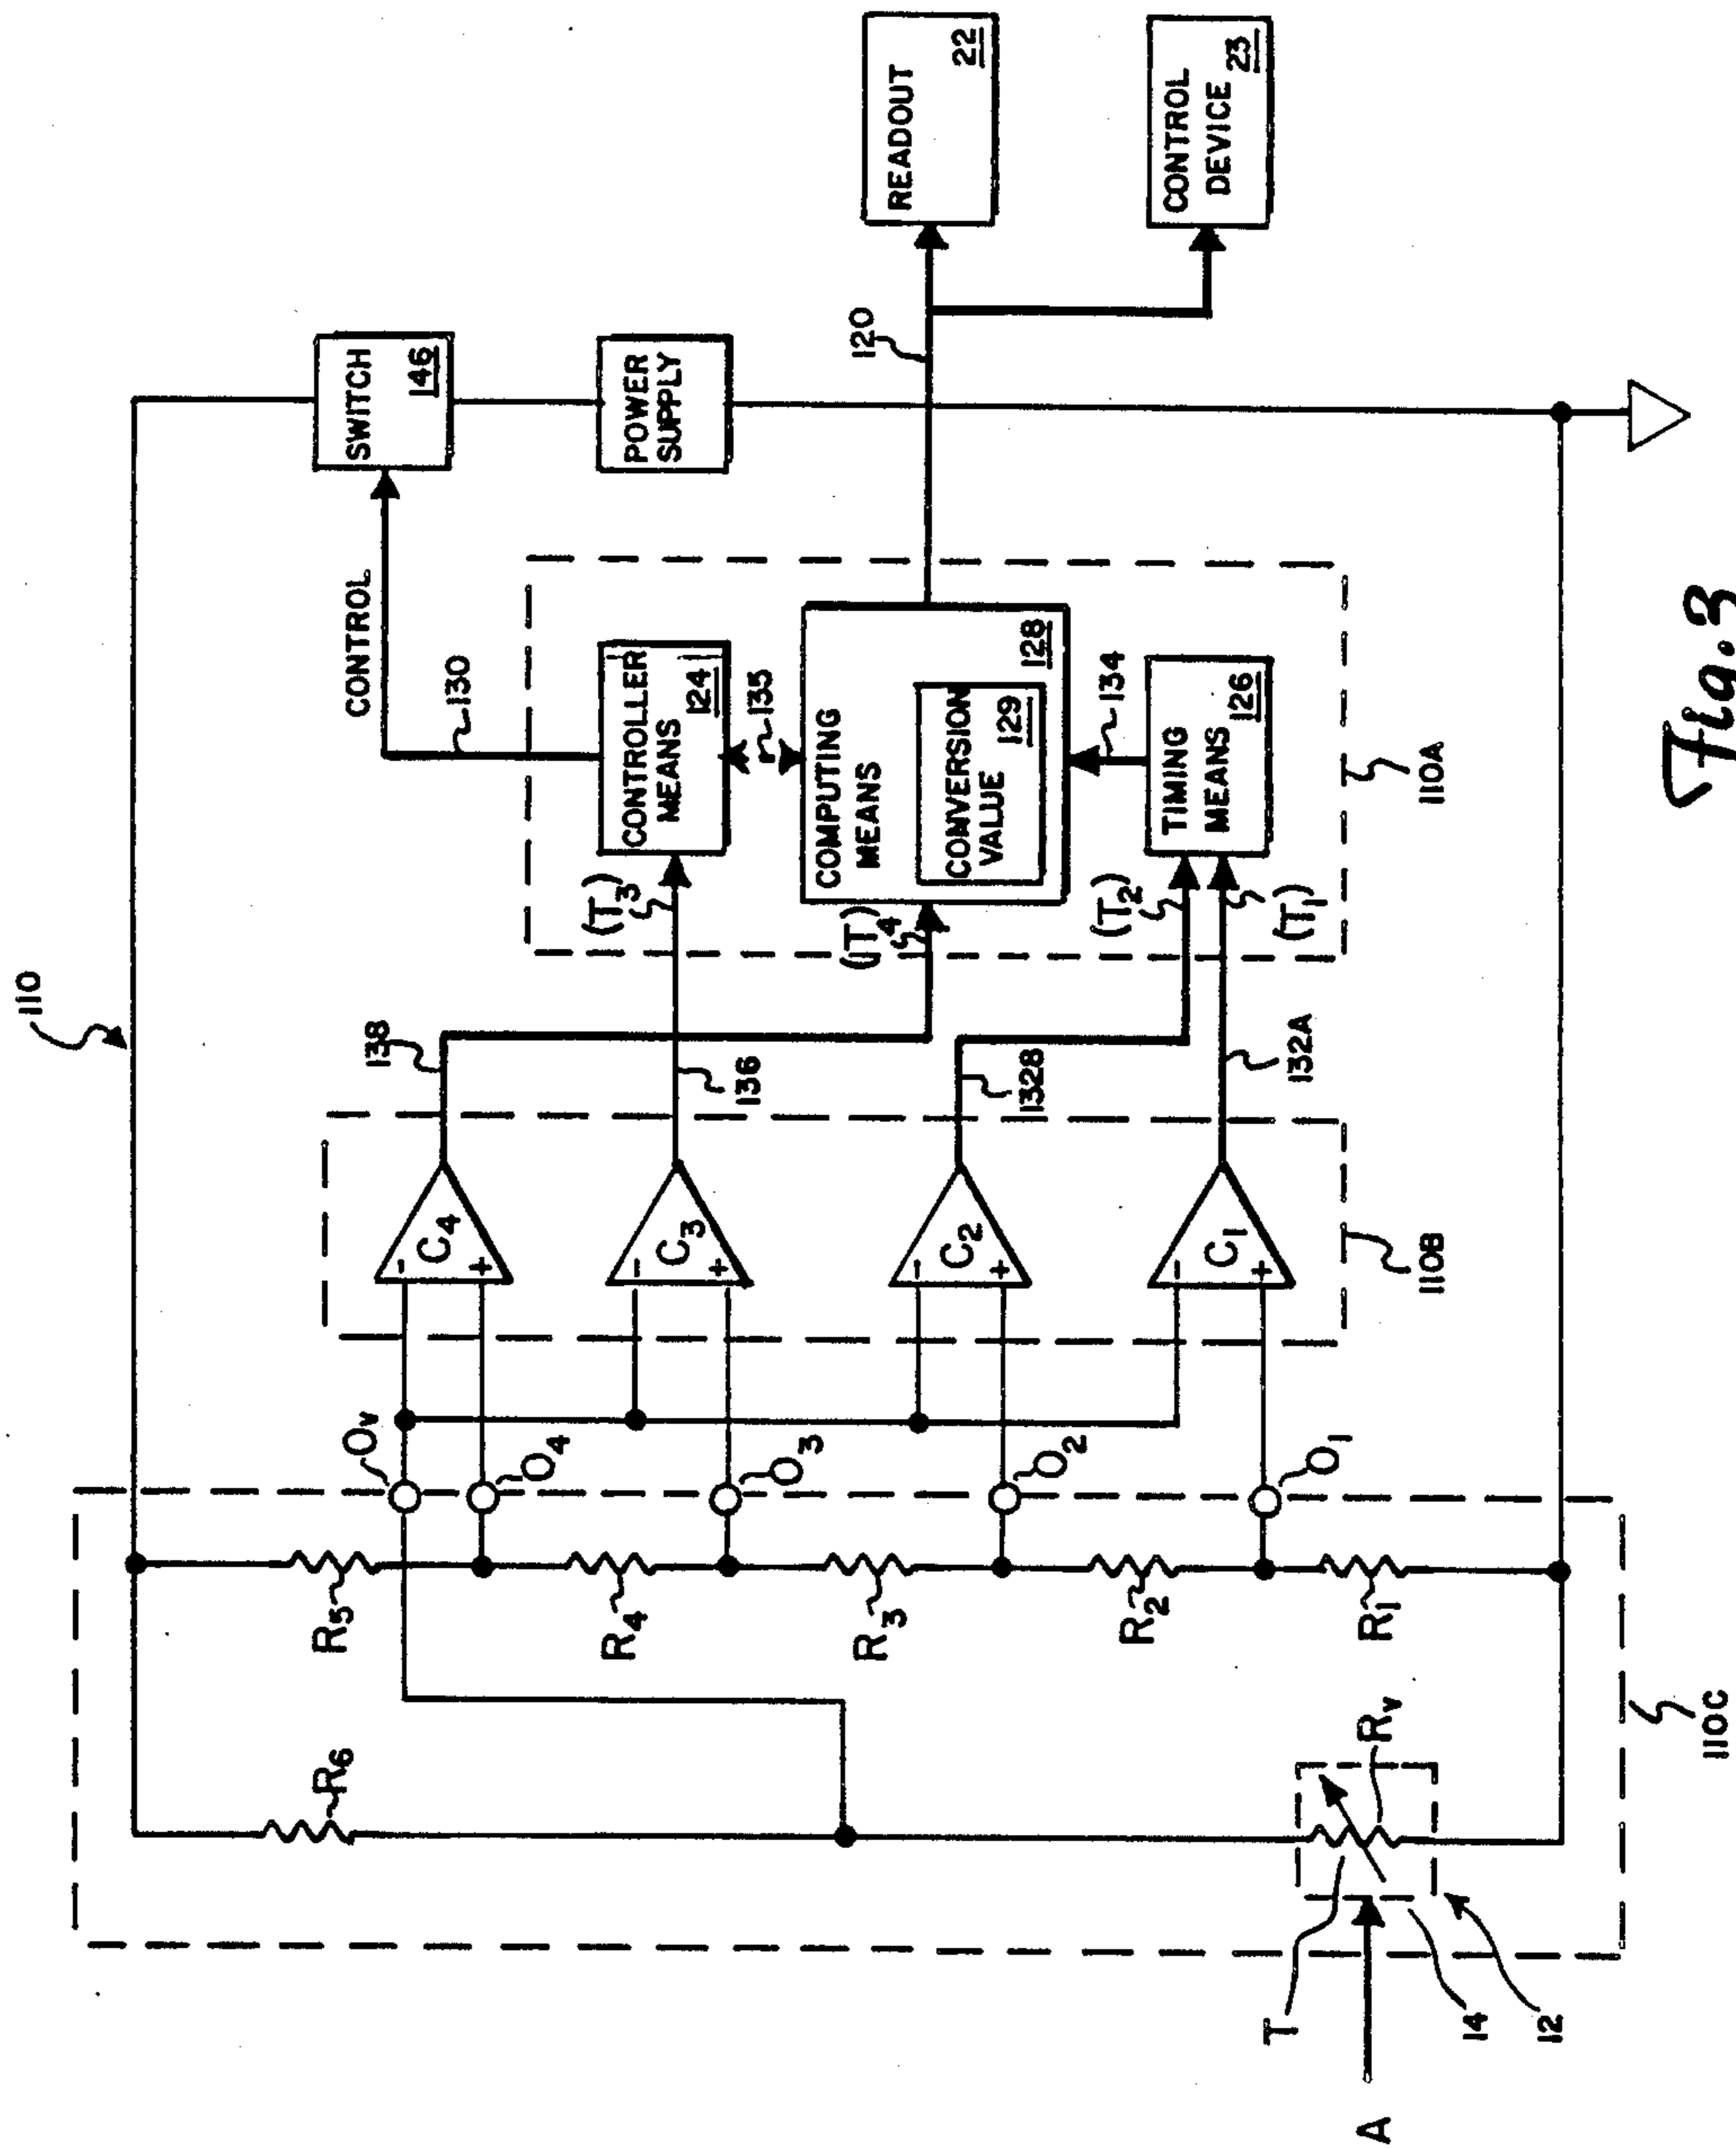 110
CONTROL
130
SWITCH
146
POWER
SUPPLY
120
READOUT
22
CONTROL
DEVICE
23
CONTROLLER
MEANS
124
135
COMPUTING
MEANS
128
CONVERSION
VALUE
129
134
TIMING
MEANS
126
110A
(T3)
(T4)
(T2)
(T1)
138
136
132B
132A
C4
-
+
C3
-
+
C2
-
+
C1
-
+
110B
Ov
O4
O3
O2
O1
R5
R4
R3
R2
R1
R6
Rv
110C
T
14
12
A
Fig.3